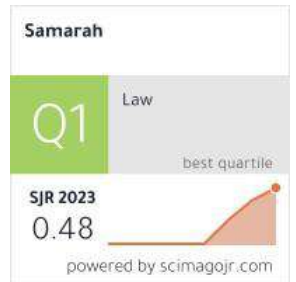 Samarah
Q1
Law
best quartile
SJR 2023
0.48
powered by scimagojr.com